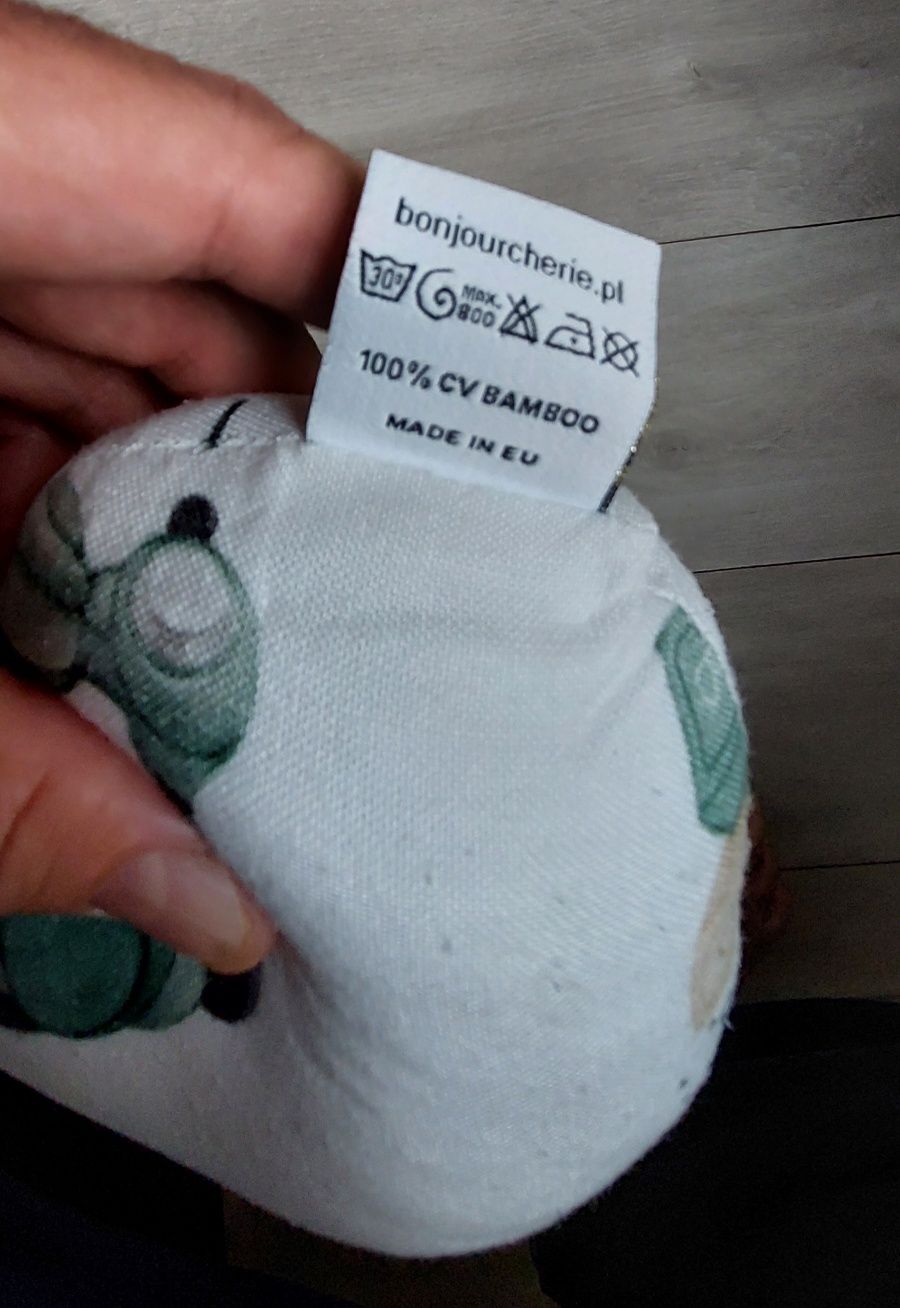 bonjourcherie.pl
30° MAX. 800
100% CV BAMBOO
MADE IN EU